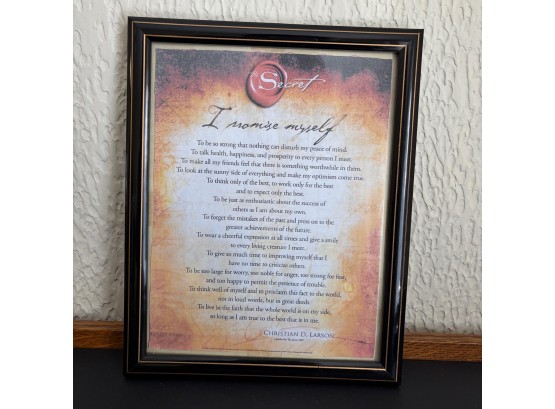 The Secret
I promise myself
To be so strong that nothing can disturb my peace of mind.
To talk health, happiness, and prosperity to every person I meet.
To make all my friends feel that there is something worthwhile in them.
To look at the sunny side of everything and make my optimism come true.
To think only of the best, to work only for the best
and to expect only the best.
To be just as enthusiastic about the success of
others as I am about my own.
To forget the mistakes of the past and press on to the
greater achievements of the future.
To wear a cheerful expression at all times and give a smile
to every living creature I meet.
To give so much time to improving myself that I
have no time to criticize others.
To be too large for worry, too noble for anger, too strong for fear,
and too happy to permit the presence of trouble.
To think well of myself and to proclaim this fact to the world,
not in loud words, but in great deeds.
To live in the faith that the whole world is on my side,
so long as I am true to the best that is in me.
Christian D. Larson